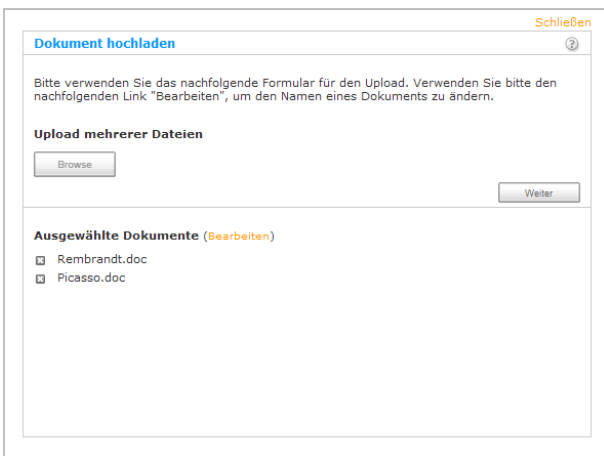 Schließen
Dokument hochladen
Bitte verwenden Sie das nachfolgende Formular für den Upload. Verwenden Sie bitte den
nachfolgenden Link "Bearbeiten", um den Namen eines Dokuments zu ändern.
Upload mehrerer Dateien
Browse
Weiter
Ausgewählte Dokumente (Bearbeiten)
Rembrandt.doc
Picasso.doc